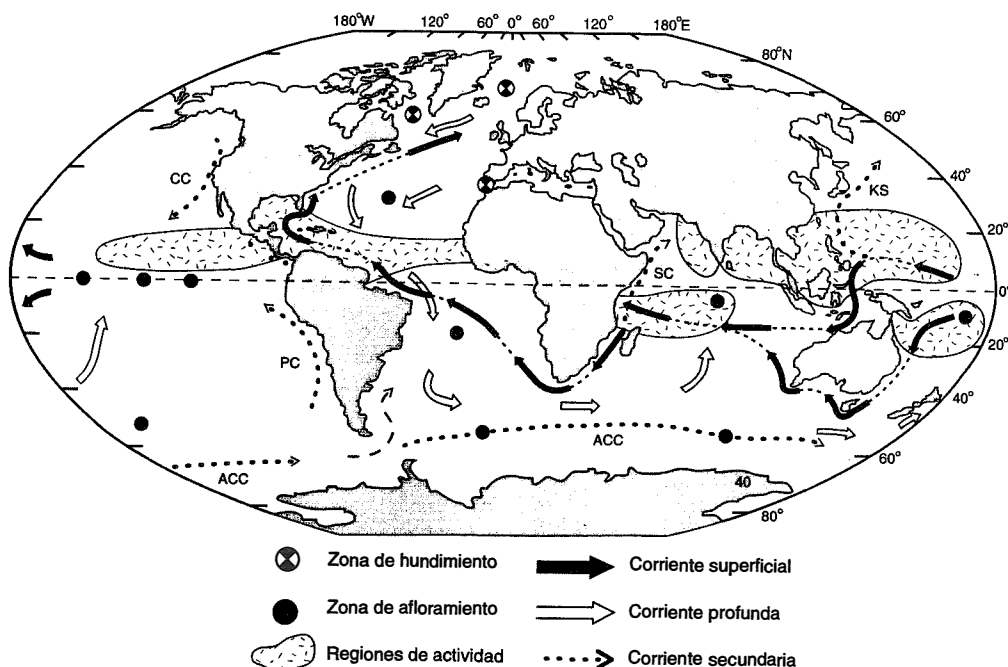 180°W 120° 60° 0° 60° 120° 180°E
80°N
60°
CC
KS
40°
20°
SC
0°
20°
PC
40°
ACC
60°
ACC
40
80°
Zona de hundimiento
Corriente superficial
Zona de afloramiento
Corriente profunda
Regiones de actividad
Corriente secundaria